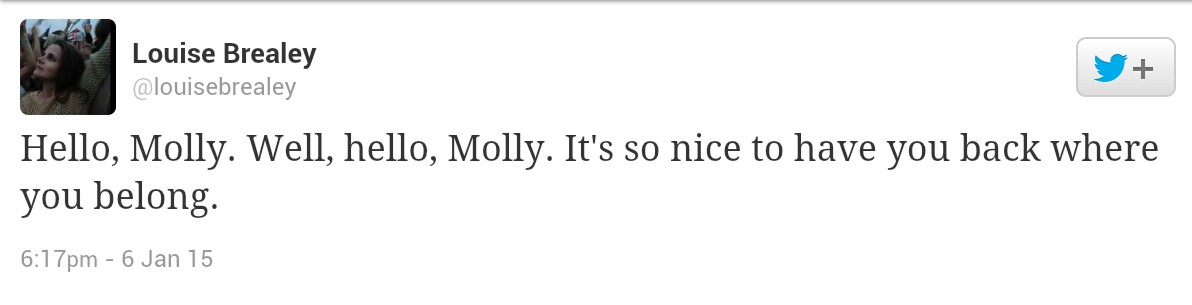 Louise Brealey
@louisebrealey
+
Hello, Molly. Well, hello, Molly. It's so nice to have you back where
you belong.
6:17pm - 6 Jan 15